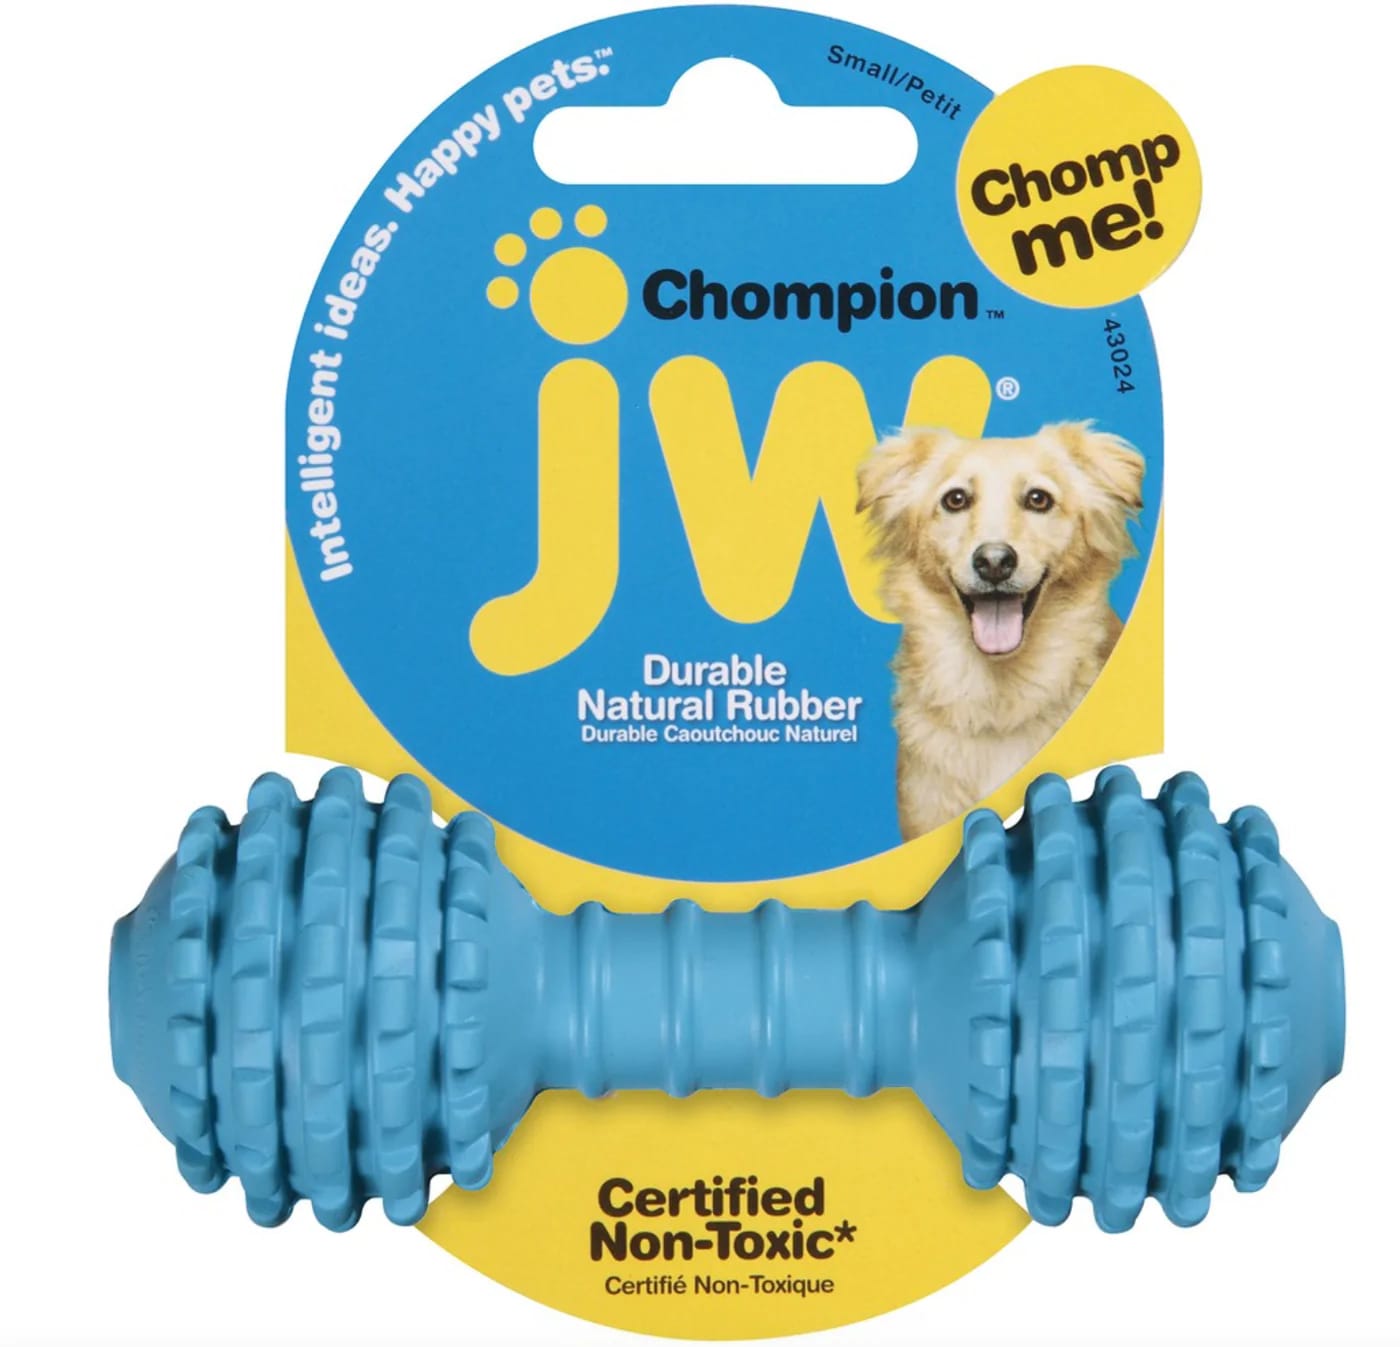 Intelligent ideas. Happy pets.™
Small/Petit
Chomp
me!
Chompion™
43024
jw®
Durable
Natural Rubber
Durable Caoutchouc Naturel
Certified
Non-Toxic*
Certifié Non-Toxique